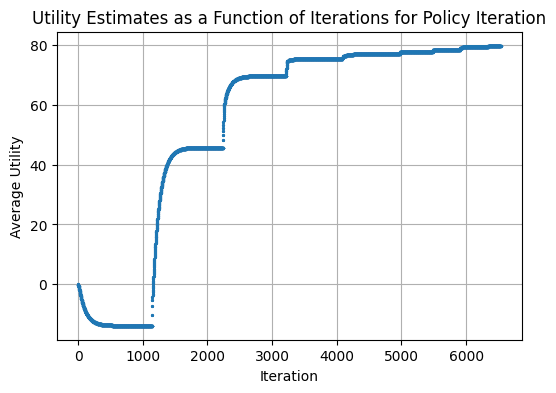 Utility Estimates as a Function of Iterations for Policy Iteration
80
60
40
20
0
Average Utility
0 1000 2000 3000 4000 5000 6000
Iteration